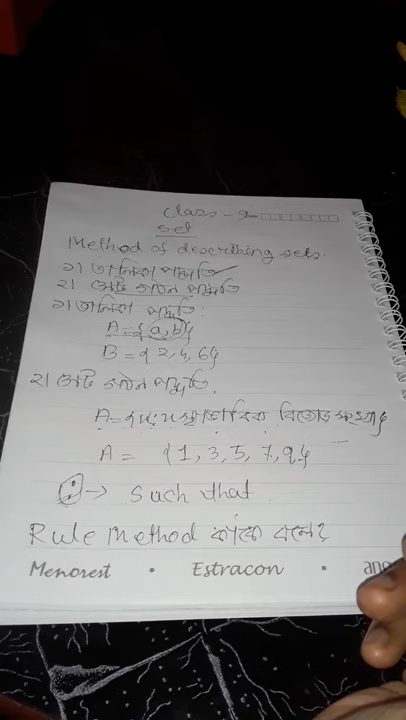 Class - 9
Set
Method of describing sets.
১) তালিকা পদ্ধতি
২) সেট গঠন পদ্ধতি
১) তালিকা পদ্ধতি:
A = {a, b}
B = {2, 4, 6}
২) সেট গঠন পদ্ধতি.
A = {x: x স্বাভাবিক বিজোড় সংখ্যা}
A = {1, 3, 5, 7, 9}
: → Such that
Rule Method কাকে বলে?
Menorest • Estracon • ang